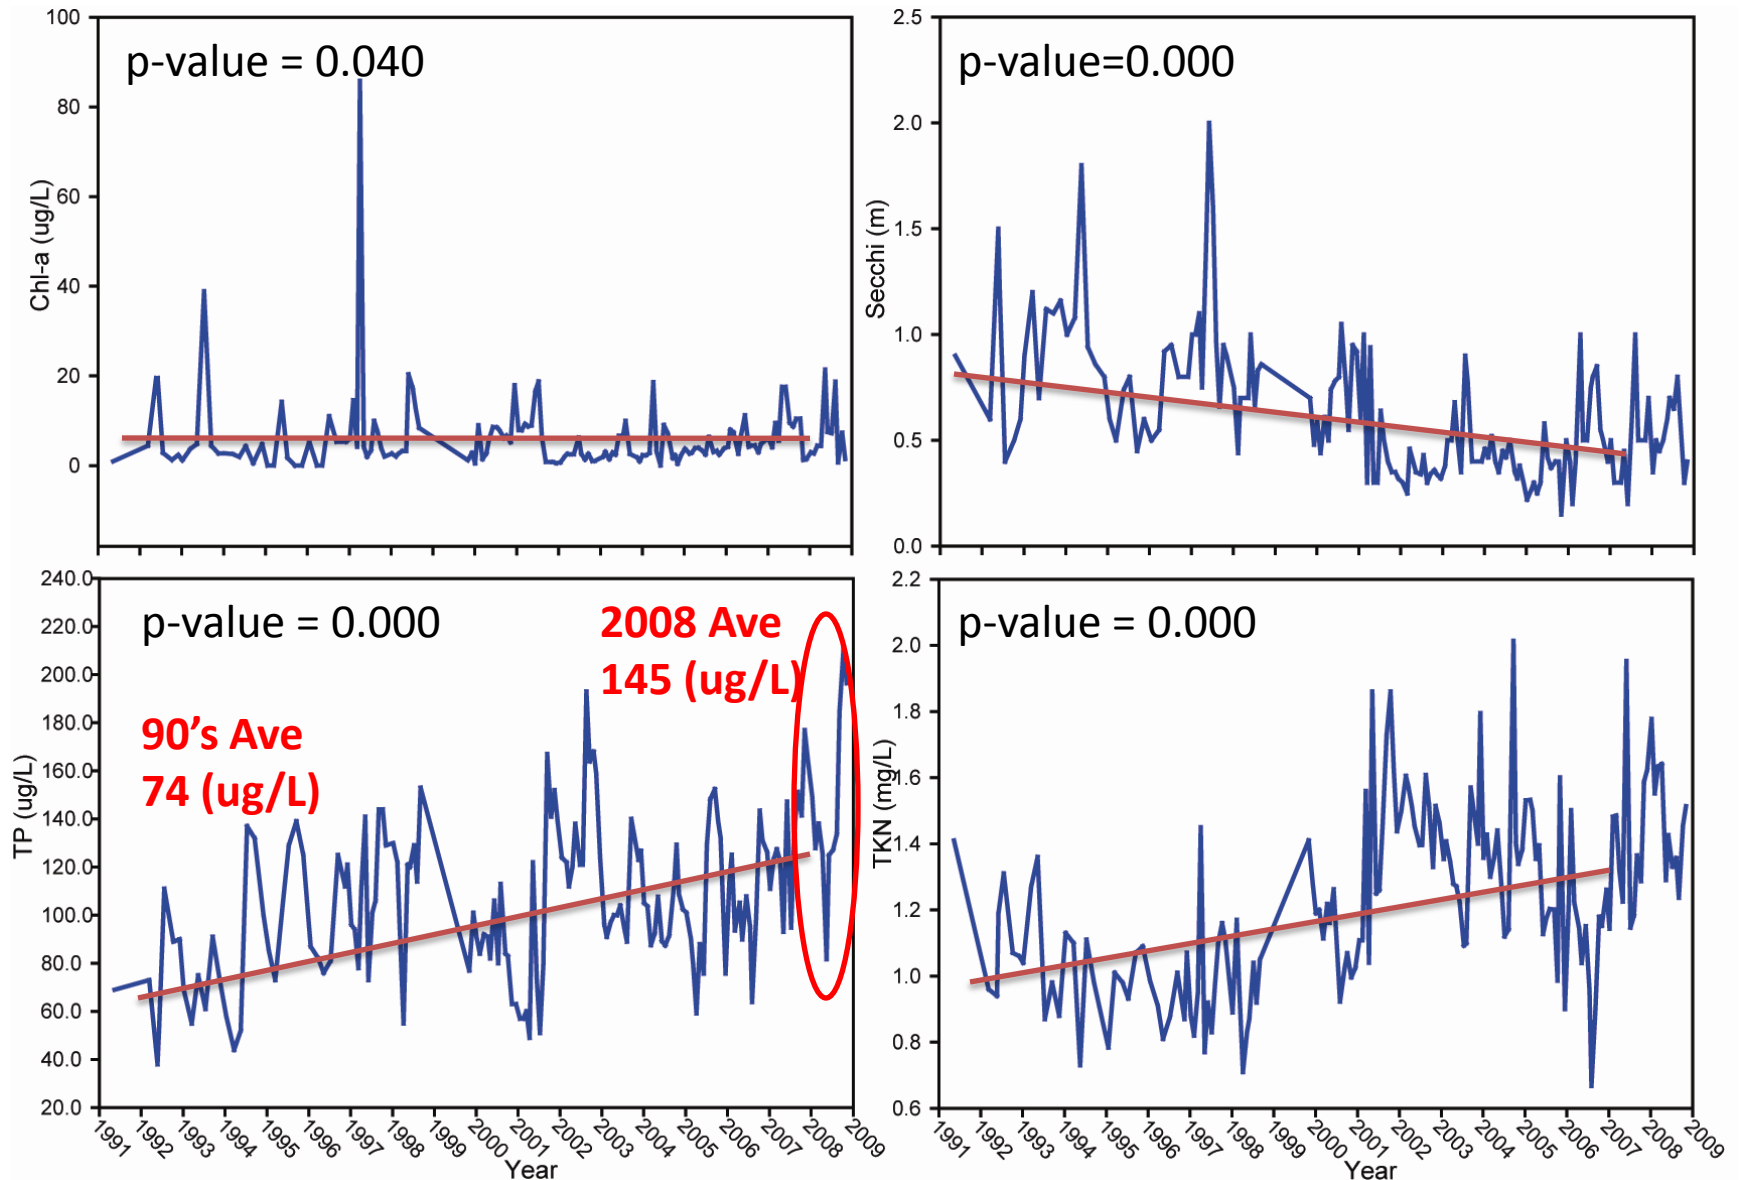 100
80
60
40
20
0
Chl-a (ug/L)
p-value = 0.040
2.5
2.0
1.5
1.0
0.5
0.0
Secchi (m)
p-value=0.000
240.0
220.0
200.0
180.0
160.0
140.0
120.0
100.0
80.0
60.0
40.0
20.0
TP (ug/L)
p-value = 0.000
90's Ave
74 (ug/L)
2008 Ave
145 (ug/L)
1991 1992 1993 1994 1995 1996 1997 1998 1999 2000 2001 2002 2003 2004 2005 2006 2007 2008 2009
Year
2.2
2.0
1.8
1.6
1.4
1.2
1.0
0.8
0.6
TKN (mg/L)
p-value = 0.000
1991 1992 1993 1994 1995 1996 1997 1998 1999 2000 2001 2002 2003 2004 2005 2006 2007 2008 2009
Year